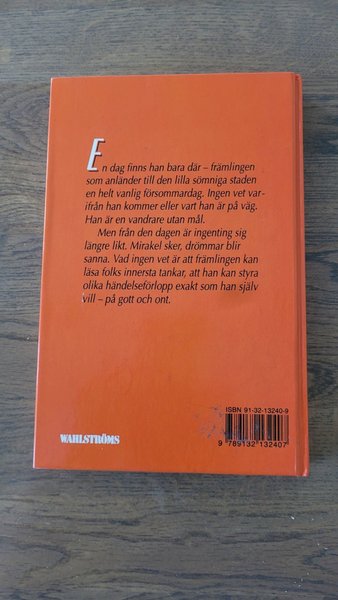 En dag finns han bara där – främlingen
som anländer till den lilla sömniga staden
en helt vanlig försommardag. Ingen vet var-
ifrån han kommer eller vart han är på väg.
Han är en vandrare utan mål.
Men från den dagen är ingenting sig
längre likt. Mirakel sker, drömmar blir
sanna. Vad ingen vet är att främlingen kan
läsa folks innersta tankar, att han kan styra
olika händelseförlopp exakt som han själv
vill – på gott och ont.
ISBN 91-32-13240-9
9 789132 132407
WAHLSTRÖMS